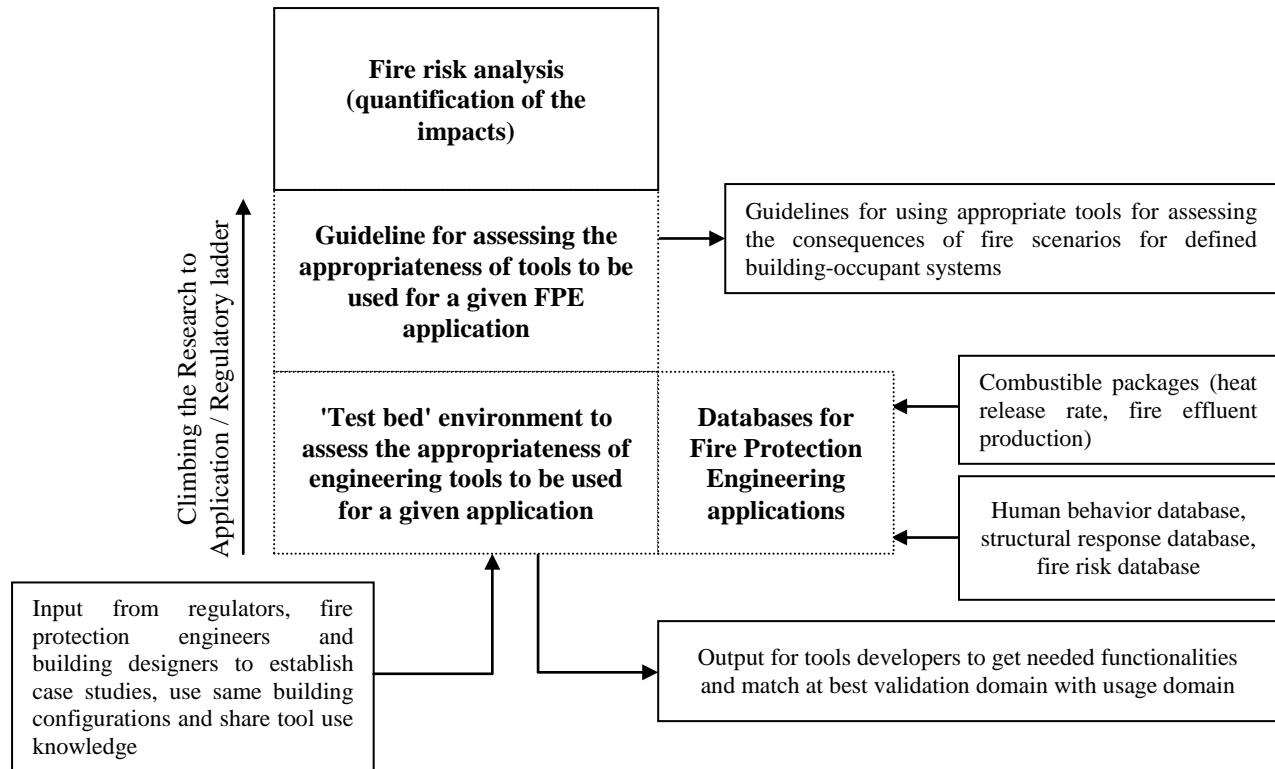 Fire risk analysis
(quantification of the
impacts)
Climbing the Research to
Application / Regulatory ladder
Guideline for assessing the
appropriateness of tools to be
used for a given FPE
application
Guidelines for using appropriate tools for assessing
the consequences of fire scenarios for defined
building-occupant systems
'Test bed' environment to
assess the appropriateness of
engineering tools to be used
for a given application
Databases for
Fire Protection
Engineering
applications
Combustible packages (heat
release rate, fire effluent
production)
Human behavior database,
structural response database,
fire risk database
Input from regulators, fire
protection engineers and
building designers to establish
case studies, use same building
configurations and share tool use
knowledge
Output for tools developers to get needed functionalities
and match at best validation domain with usage domain